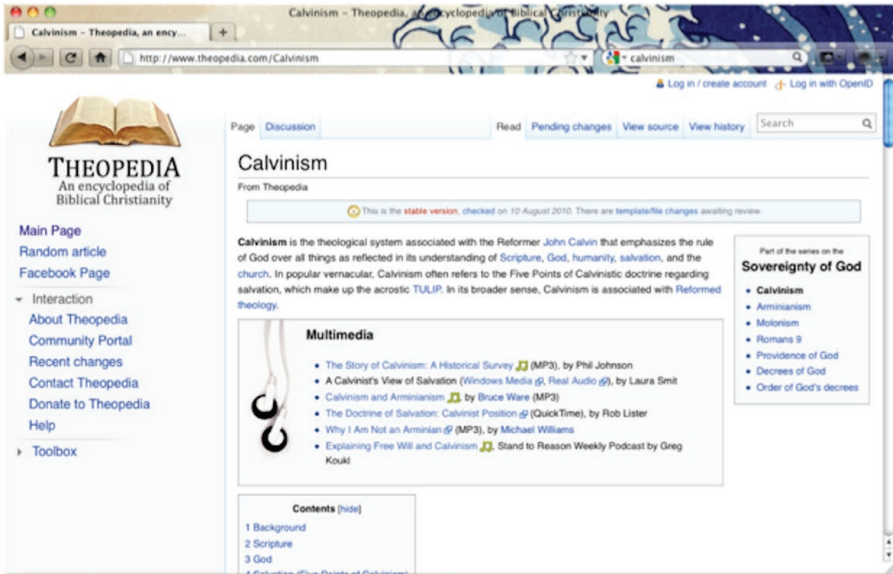 Calvinism – Theopedia, an encyclopedia of Biblical Christianity
Calvinism – Theopedia, an ency...
+
http://www.theopedia.com/Calvinism
calvinism
Log in / create account Log in with OpenID
Page Discussion Read Pending changes View source View history Search
THEOPEDIA
An encyclopedia of
Biblical Christianity
Main Page
Random article
Facebook Page
Interaction
About Theopedia
Community Portal
Recent changes
Contact Theopedia
Donate to Theopedia
Help
Toolbox
Calvinism
From Theopedia
This is the stable version, checked on 10 August 2010. There are template/file changes awaiting review.
Calvinism is the theological system associated with the Reformer John Calvin that emphasizes the rule
of God over all things as reflected in its understanding of Scripture, God, humanity, salvation, and the
church. In popular vernacular, Calvinism often refers to the Five Points of Calvinistic doctrine regarding
salvation, which make up the acrostic TULIP. In its broader sense, Calvinism is associated with Reformed
theology.
Part of the series on the
Sovereignty of God
• Calvinism
• Arminianism
• Molonism
• Romans 9
• Providence of God
• Decrees of God
• Order of God's decrees
Multimedia
• The Story of Calvinism: A Historical Survey (MP3), by Phil Johnson
• A Calvinist's View of Salvation (Windows Media, Real Audio), by Laura Smit
• Calvinism and Arminianism, by Bruce Ware (MP3)
• The Doctrine of Salvation: Calvinist Position (QuickTime), by Rob Lister
• Why I Am Not an Arminian (MP3), by Michael Williams
• Explaining Free Will and Calvinism, Stand to Reason Weekly Podcast by Greg
Koukl
Contents [hide]
1 Background
2 Scripture
3 God
4 Salvation (Five Points of Calvinism)